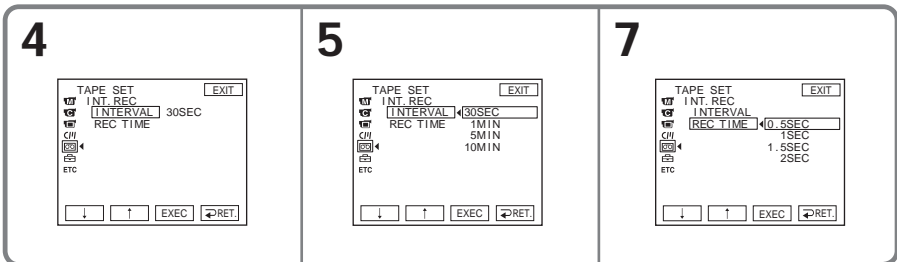 4
TAPE SET EXIT
INT. REC
INTERVAL 30SEC
REC TIME
ETC
↓ ↑ EXEC RET.
5
TAPE SET EXIT
INT. REC
INTERVAL 30SEC
REC TIME 1MIN
5MIN
10MIN
ETC
↓ ↑ EXEC RET.
7
TAPE SET EXIT
INT. REC
INTERVAL
REC TIME 0.5SEC
1SEC
1.5SEC
2SEC
ETC
↓ ↑ EXEC RET.